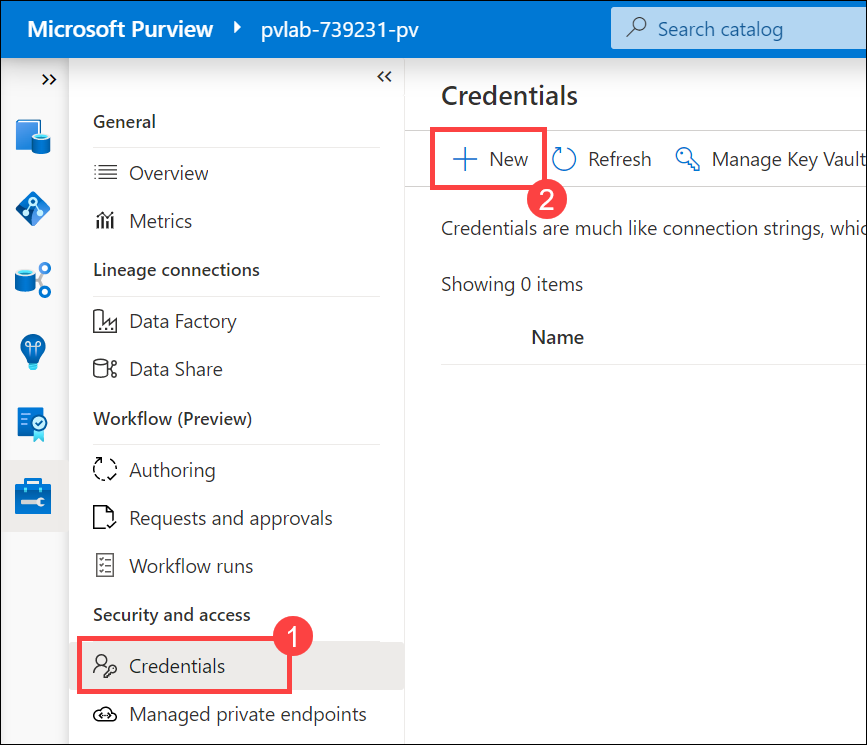 Microsoft Purview pvlab-739231-pv Search catalog
General
Overview
Metrics
Lineage connections
Data Factory
Data Share
Workflow (Preview)
Authoring
Requests and approvals
Workflow runs
Security and access
1
Credentials
Managed private endpoints
Credentials
New Refresh Manage Key Vault
2
Credentials are much like connection strings, whic
Showing 0 items
Name